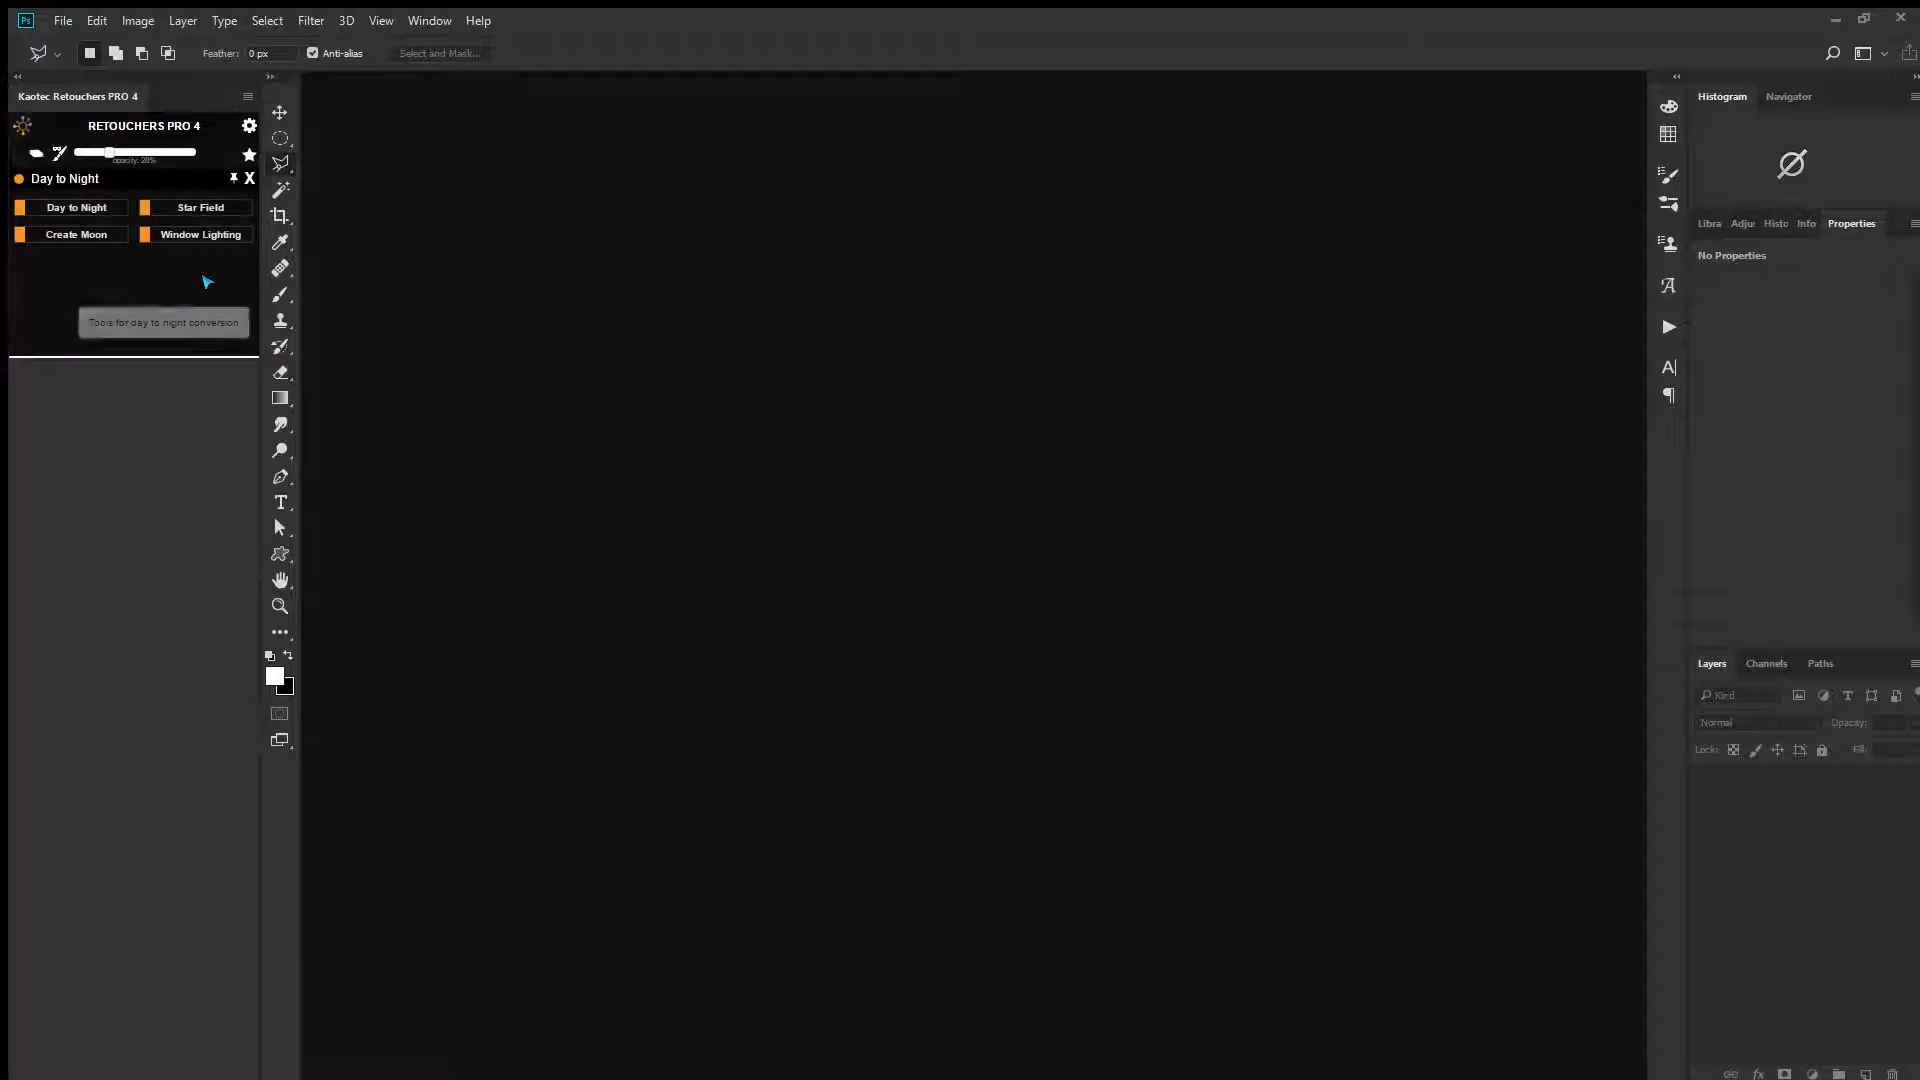 Ps File Edit Image Layer Type Select Filter 3D View Window Help
Feather: 0 px Anti-alias Select and Mask...
Kaotec Retouchers PRO 4
RETOUCHERS PRO 4
opacity: 28%
Day to Night X
Day to Night Star Field
Create Moon Window Lighting
Tools for day to night conversion
Histogram Navigator
Libra Adju Histo Info Properties
No Properties
Layers Channels Paths
Kind
Normal Opacity:
Lock: Fill: